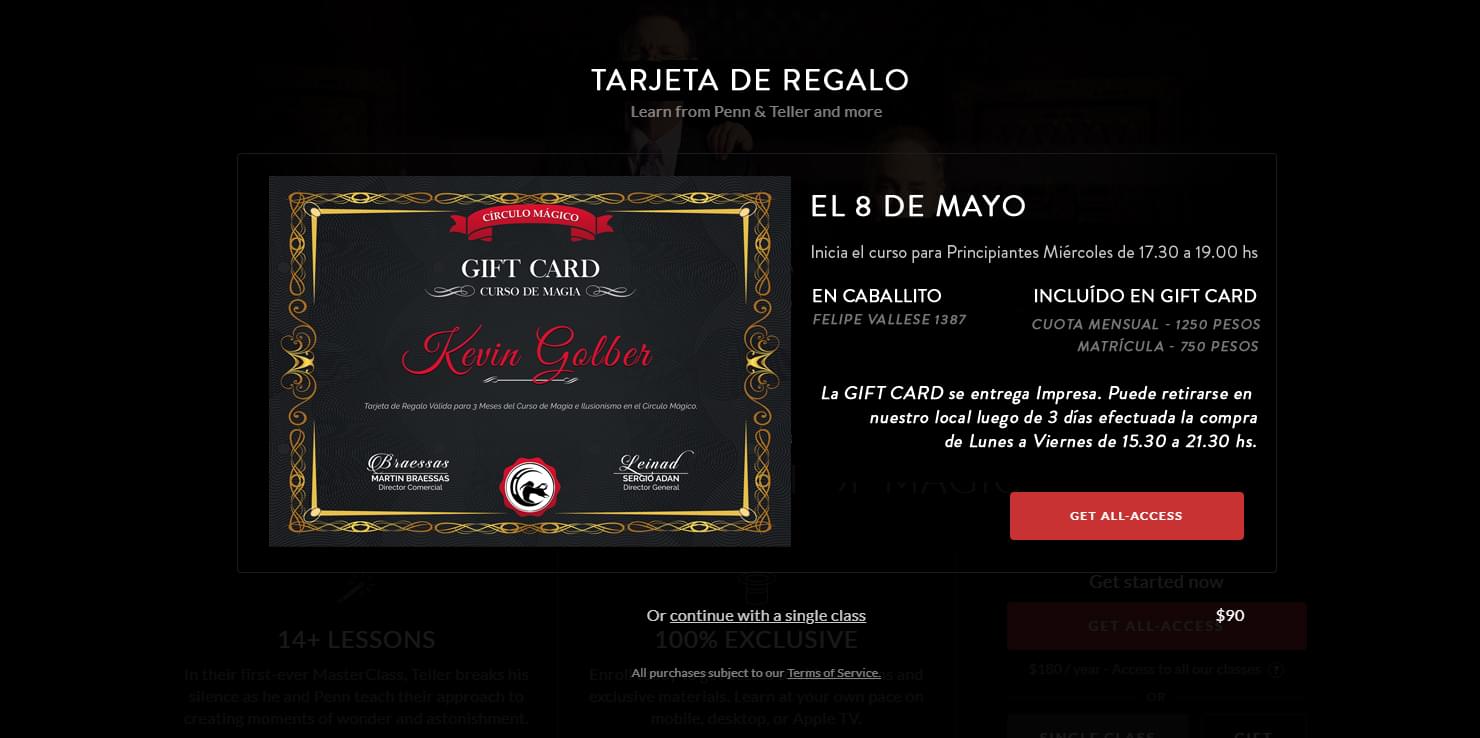 TARJETA DE REGALO
Learn from Penn & Teller and more
CÍRCULO MÁGICO
GIFT CARD
CURSO DE MAGIA
Kevin Golber
Tarjeta de Regalo Válida para 3 Meses del Curso de Magia e Ilusionismo en el Círculo Mágico.
Braessas
MARTIN BRAESSAS
Director Comercial
Leinad
SERGIO ADAN
Director General
EL 8 DE MAYO
Inicia el curso para Principiantes Miércoles de 17.30 a 19.00 hs
EN CABALLITO
FELIPE VALLESE 1387
INCLUÍDO EN GIFT CARD
CUOTA MENSUAL - 1250 PESOS
MATRÍCULA - 750 PESOS
La GIFT CARD se entrega Impresa. Puede retirarse en
nuestro local luego de 3 días efectuada la compra
de Lunes a Viernes de 15.30 a 21.30 hs.
OF MAGIC
GET ALL-ACCESS
Or continue with a single class
$90
All purchases subject to our Terms of Service.
14+ LESSONS
In their first-ever MasterClass, Teller breaks his
silence as he and Penn teach their approach to
creating moments of wonder and astonishment.
100% EXCLUSIVE
and
exclusive materials. Learn at your own pace on
mobile, desktop, or Apple TV.
Get started now
GET ALL-ACCESS
$180 / year - Access to all our classes ?
OR
SINGLE CLASS
GIFT